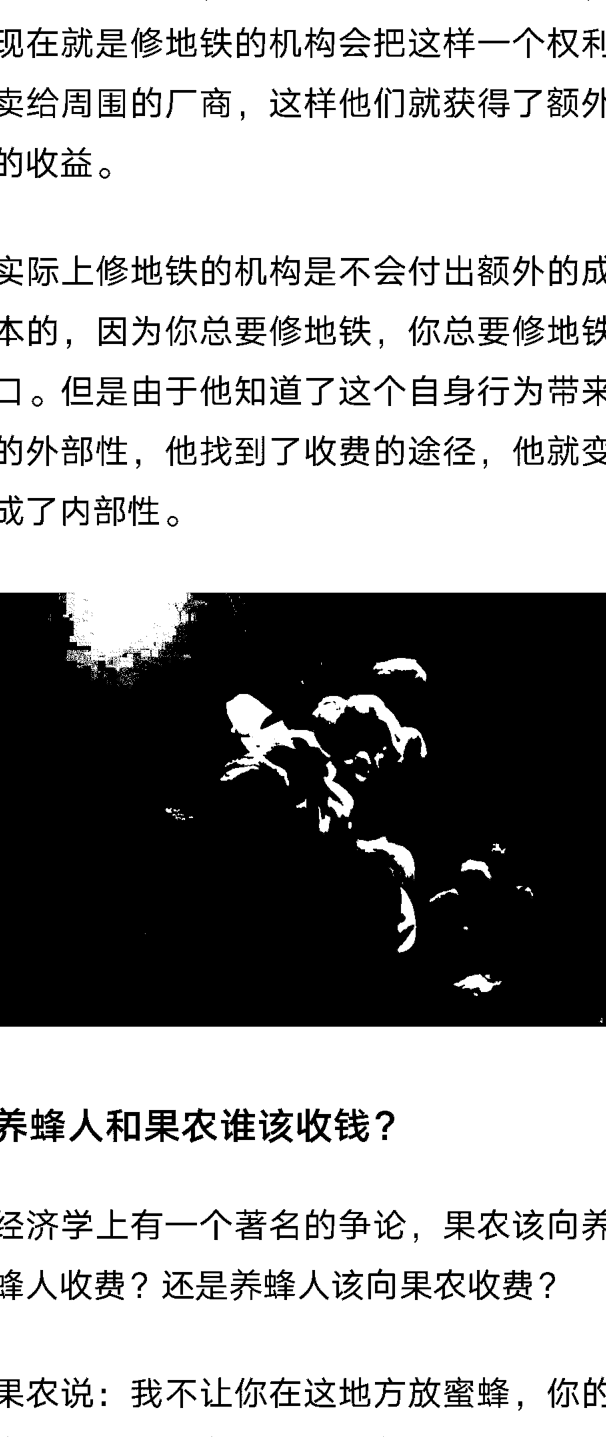 现在就是修地铁的机构会把这样一个权利
卖给周围的厂商，这样他们就获得了额外
的收益。
实际上修地铁的机构是不会付出额外的成
本的，因为你总要修地铁，你总要修地铁
口。但是由于他知道了这个自身行为带来
的外部性，他找到了收费的途径，他就变
成了内部性。
养蜂人和果农谁该收钱？
经济学上有一个著名的争论，果农该向养
蜂人收费？还是养蜂人该向果农收费？
果农说：我不让你在这地方放蜜蜂，你的